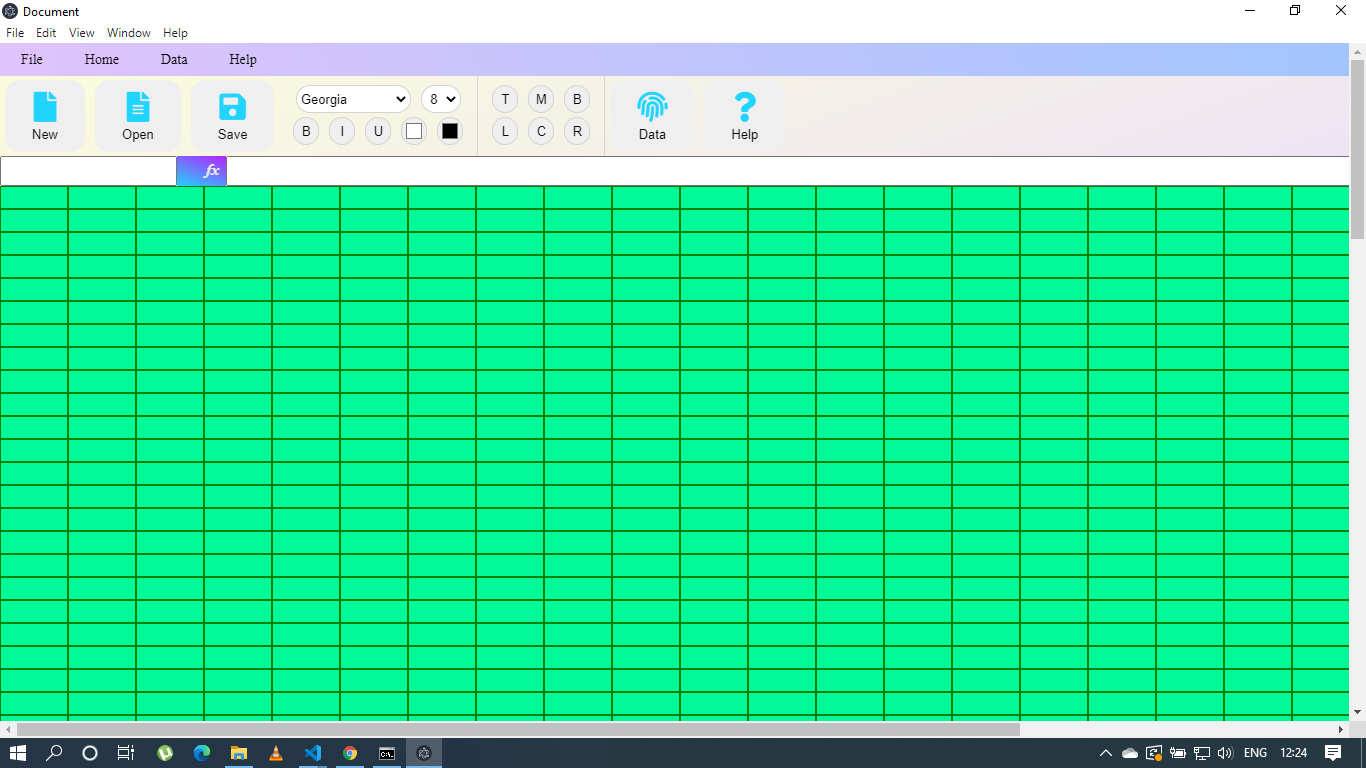 Document
File Edit View Window Help
File Home Data Help
New Open Save
Georgia 8
B I U
T M B
L C R
Data Help
fx
ENG 12:24